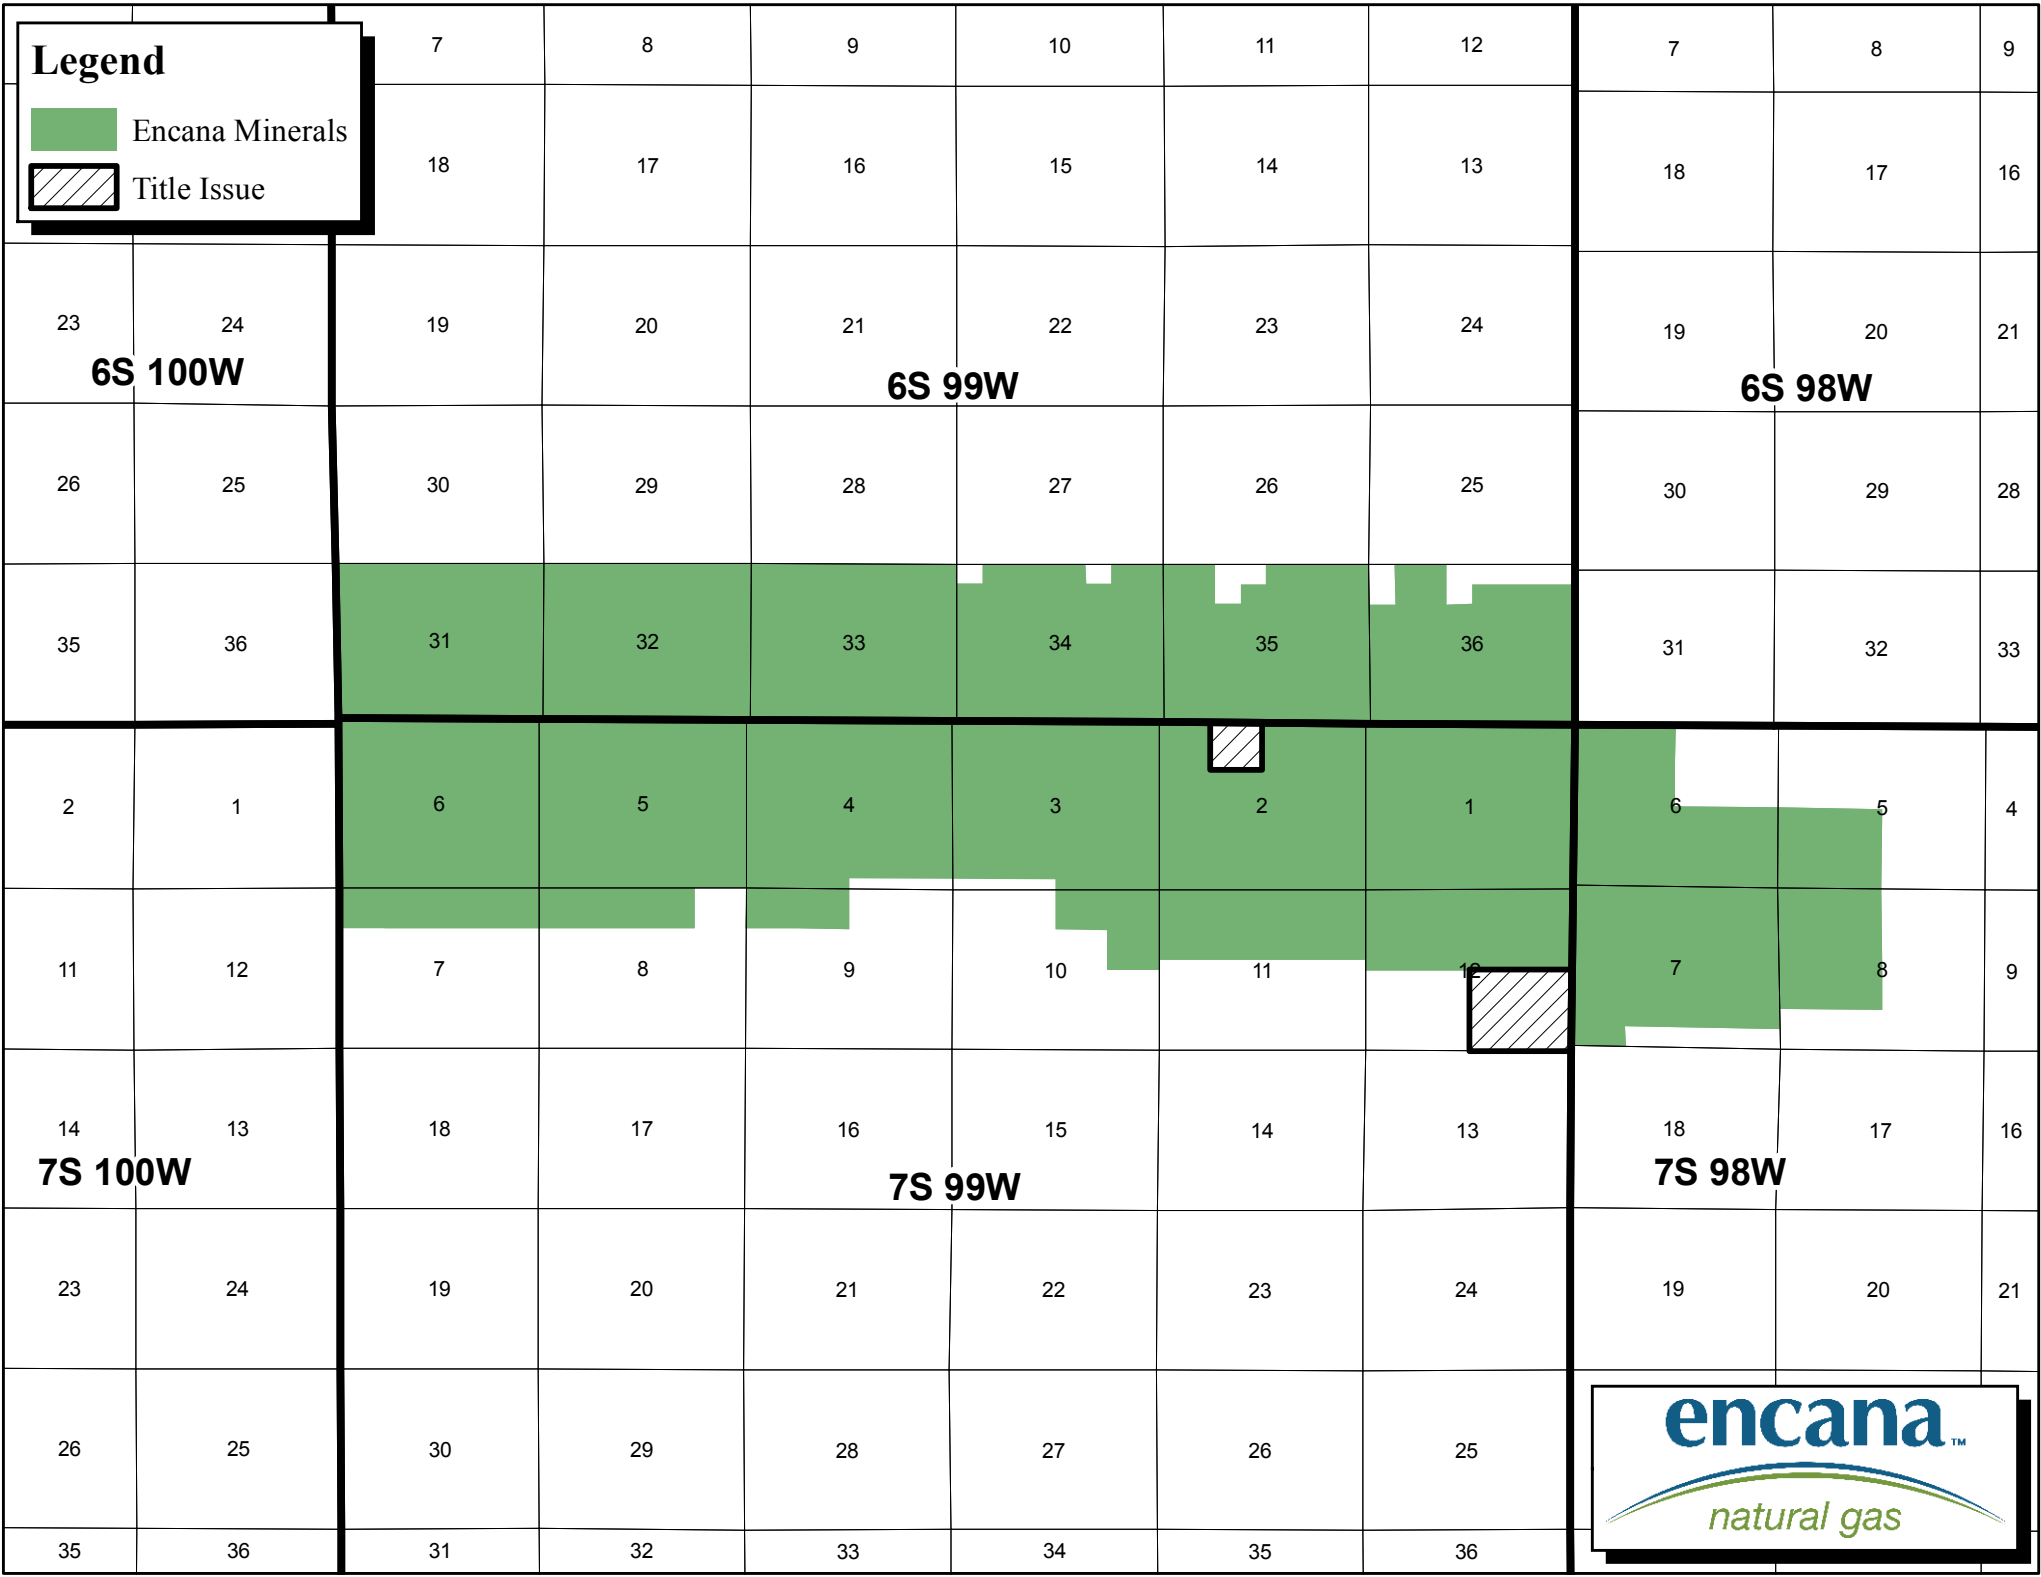 Legend
Encana Minerals
Title Issue
7 8 9 10 11 12 7 8 9
18 17 16 15 14 13 18 17 16
23 24 19 20 21 22 23 24 19 20 21
6S 100W 6S 99W 6S 98W
26 25 30 29 28 27 26 25 30 29 28
35 36 31 32 33 34 35 36 31 32 33
2 1 6 5 4 3 2 1 6 5 4
11 12 7 8 9 10 11 12 7 8 9
14 13 18 17 16 15 14 13 18 17 16
7S 100W 7S 99W 7S 98W
23 24 19 20 21 22 23 24 19 20 21
26 25 30 29 28 27 26 25
35 36 31 32 33 34 35 36
encana™
natural gas